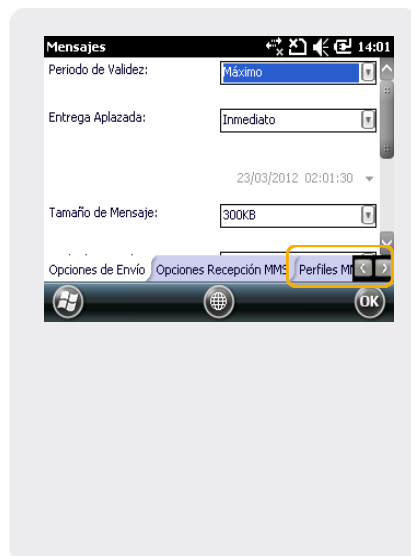 Mensajes 14:01
Periodo de Validez: Máximo
Entrega Aplazada: Inmediato
23/03/2012 02:01:30
Tamaño de Mensaje: 300KB
Opciones de Envío Opciones Recepción MMS Perfiles
OK